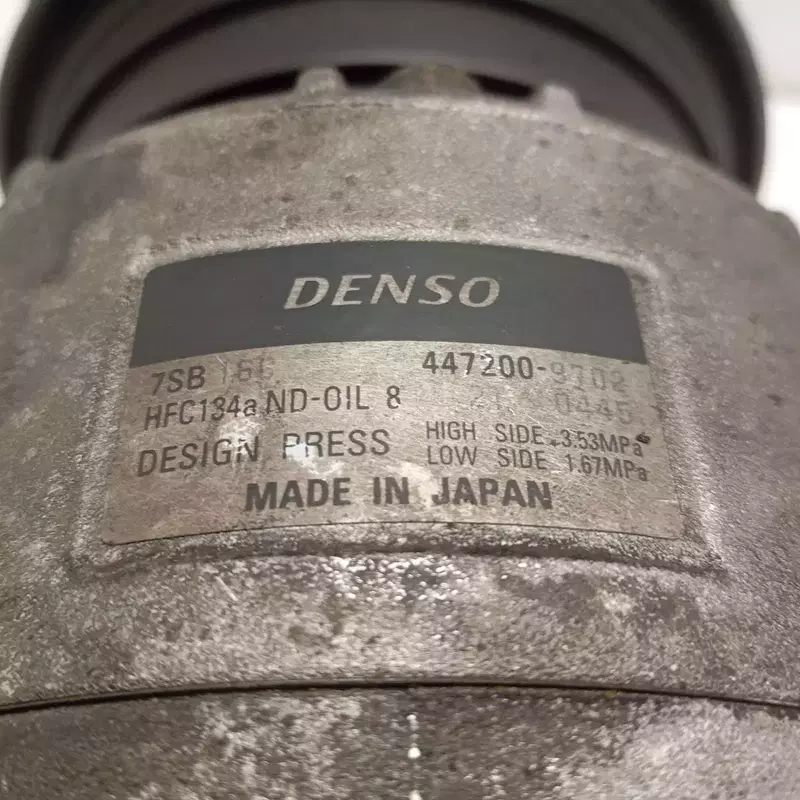 DENSO
7SB 16C 447200-9702
HFC134a ND-OIL 8 0445
DESIGN PRESS HIGH SIDE 3.53MPa
LOW SIDE 1.67MPa
MADE IN JAPAN